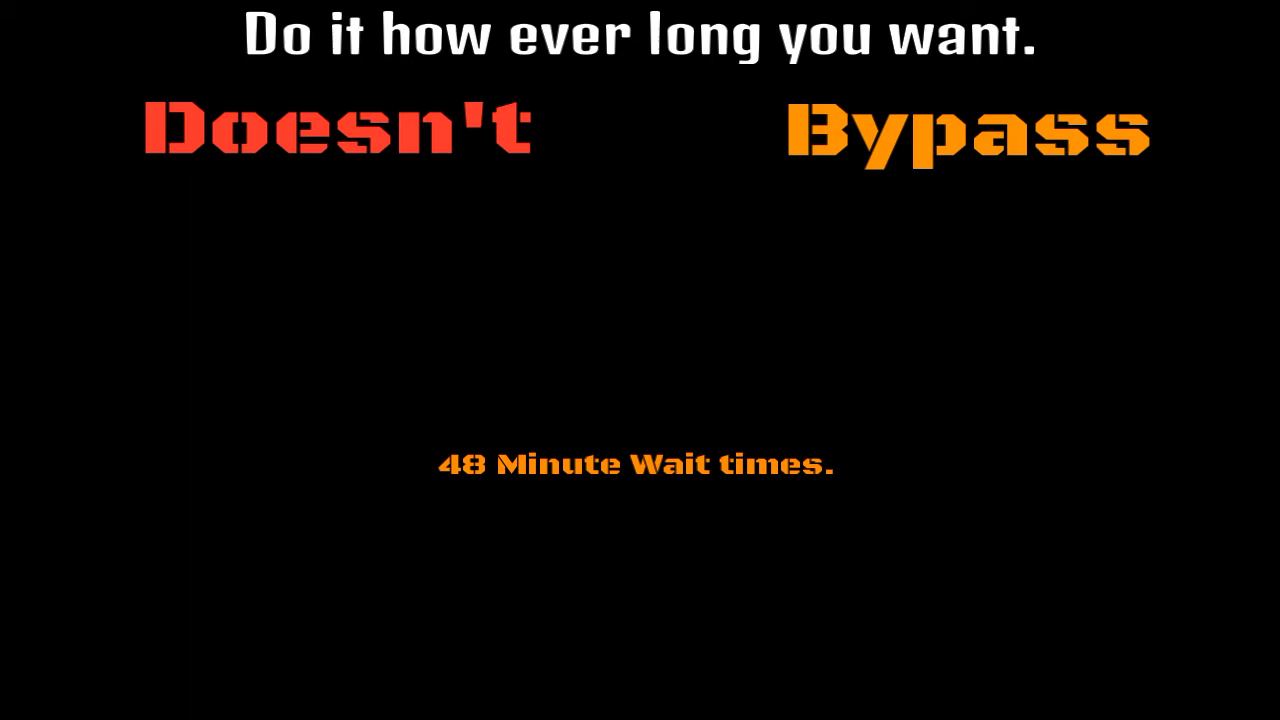 Do it how ever long you want.
Doesn't Bypass
48 Minute Wait times.